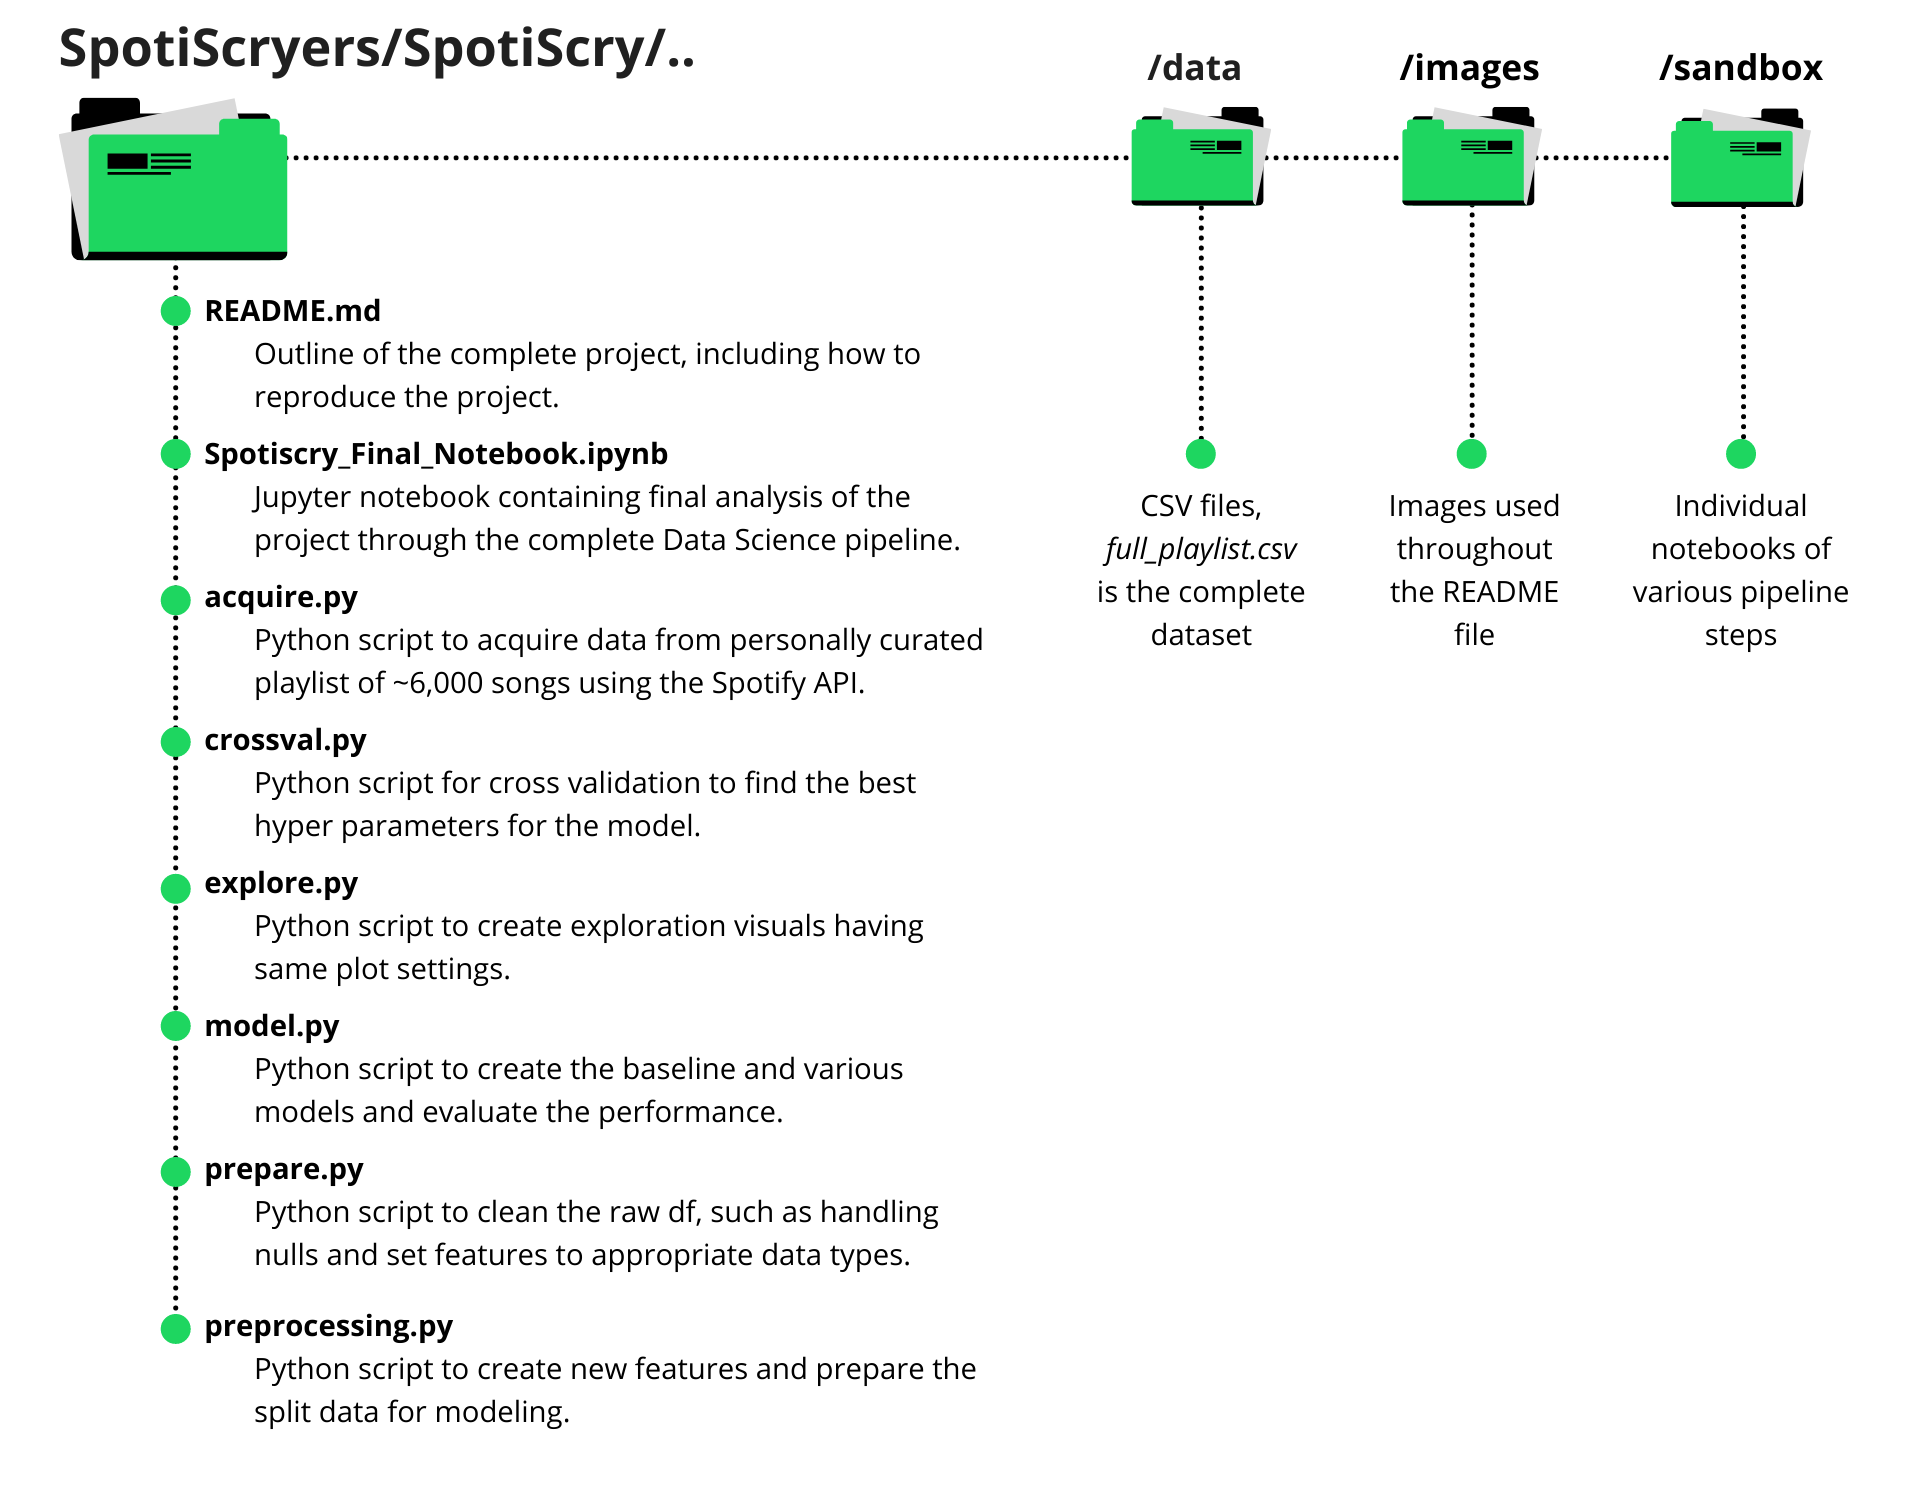 SpotiScryers/SpotiScry/..
/data
/images
/sandbox
README.md
Outline of the complete project, including how to
reproduce the project.
Spotiscry_Final_Notebook.ipynb
Jupyter notebook containing final analysis of the
project through the complete Data Science pipeline.
acquire.py
Python script to acquire data from personally curated
playlist of ~6,000 songs using the Spotify API.
crossval.py
Python script for cross validation to find the best
hyper parameters for the model.
explore.py
Python script to create exploration visuals having
same plot settings.
model.py
Python script to create the baseline and various
models and evaluate the performance.
prepare.py
Python script to clean the raw df, such as handling
nulls and set features to appropriate data types.
preprocessing.py
Python script to create new features and prepare the
split data for modeling.
CSV files,
full_playlist.csv
is the complete
dataset
Images used
throughout
the README
file
Individual
notebooks of
various pipeline
steps